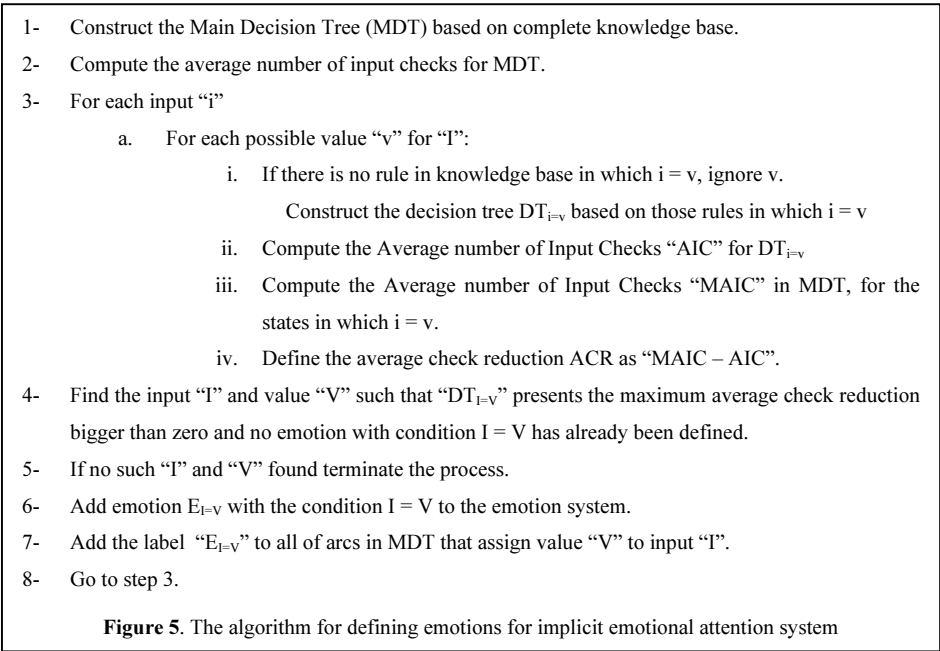 1- Construct the Main Decision Tree (MDT) based on complete knowledge base.
2- Compute the average number of input checks for MDT.
3- For each input “i”
a. For each possible value “v” for “I”:
i. If there is no rule in knowledge base in which i = v, ignore v.
Construct the decision tree DTi=v based on those rules in which i = v
ii. Compute the Average number of Input Checks “AIC” for DTi=v
iii. Compute the Average number of Input Checks “MAIC” in MDT, for the
states in which i = v.
iv. Define the average check reduction ACR as “MAIC – AIC”.
4- Find the input “I” and value “V” such that “DTI=V” presents the maximum average check reduction
bigger than zero and no emotion with condition I = V has already been defined.
5- If no such “I” and “V” found terminate the process.
6- Add emotion EI=V with the condition I = V to the emotion system.
7- Add the label “EI=V” to all of arcs in MDT that assign value “V” to input “I”.
8- Go to step 3.
Figure 5. The algorithm for defining emotions for implicit emotional attention system